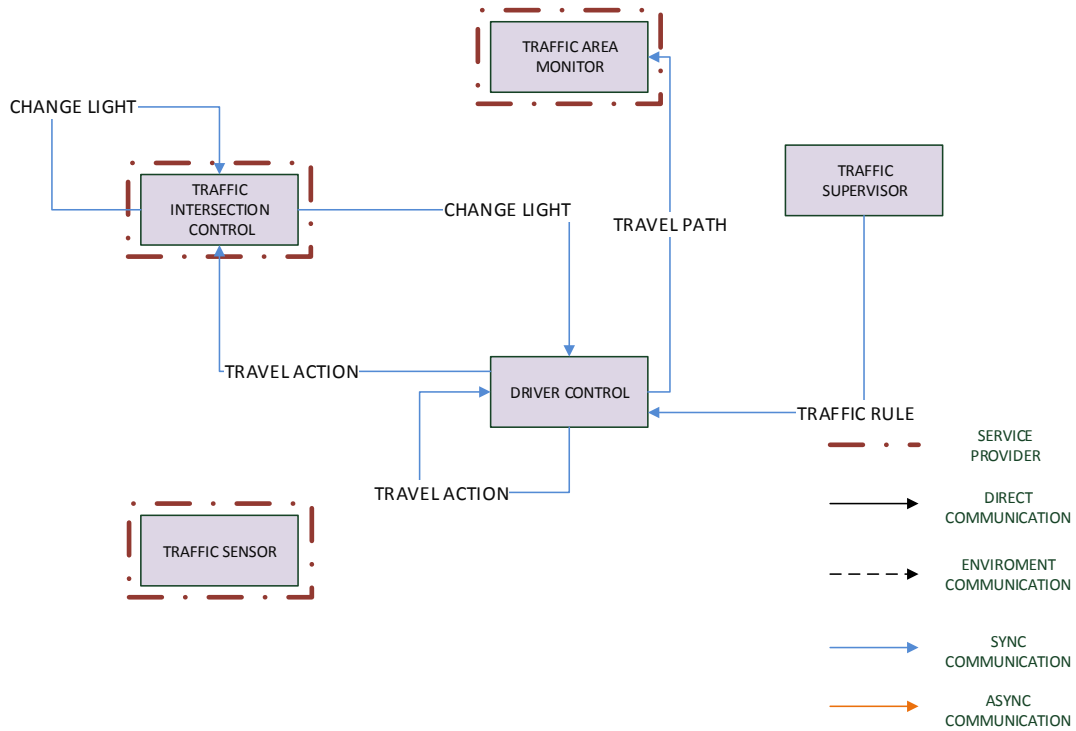 TRAFFIC AREA
MONITOR
CHANGE LIGHT
TRAFFIC
SUPERVISOR
TRAFFIC
INTERSECTION
CONTROL
CHANGE LIGHT
TRAVEL PATH
TRAVEL ACTION
DRIVER CONTROL
TRAFFIC RULE
SERVICE
PROVIDER
TRAVEL ACTION
DIRECT
COMMUNICATION
TRAFFIC SENSOR
ENVIROMENT
COMMUNICATION
SYNC
COMMUNICATION
ASYNC
COMMUNICATION